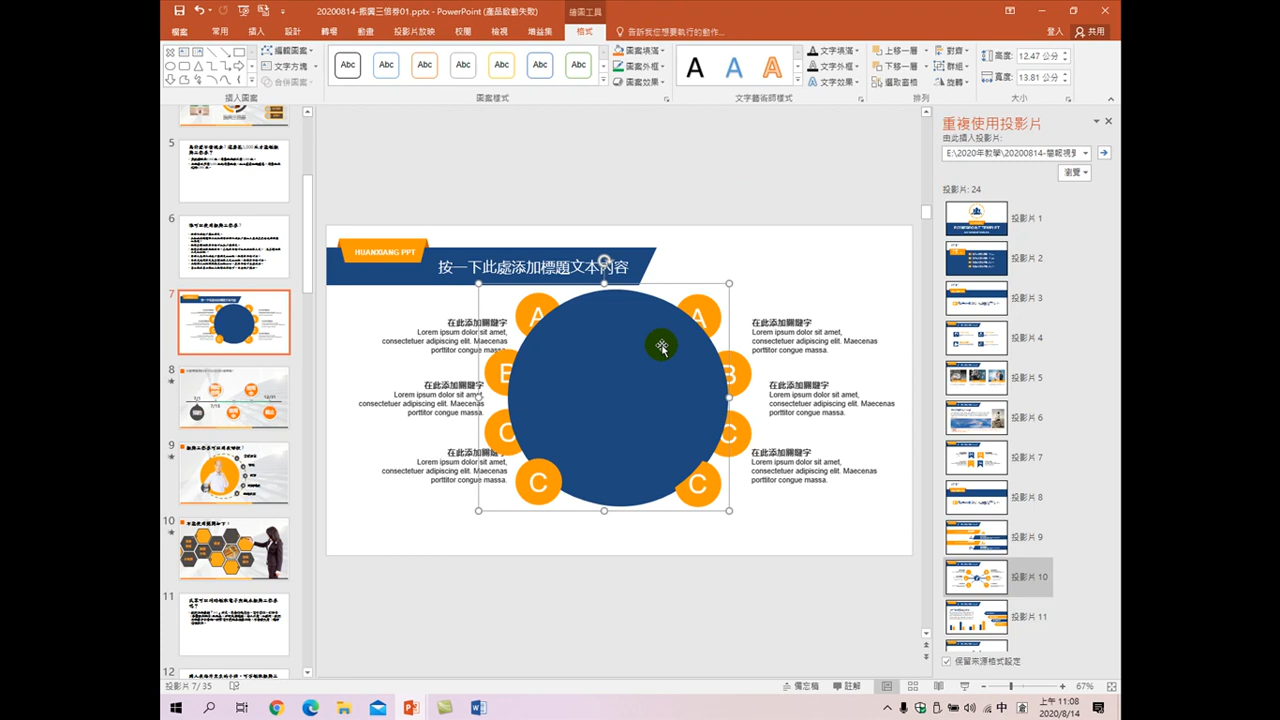 20200814-振興三倍券01.pptx - PowerPoint (產品啟動失敗)
繪圖工具
檔案 常用 插入 設計 轉場 動畫 投影片放映 校閱 檢視 增益集 格式 告訴我您想要執行的動作... 登入 共用
編輯圖案
文字方塊
合併圖案
插入圖案
Abc Abc Abc Abc Abc Abc Abc
圖案填滿
圖案外框
圖案效果
圖案樣式
A A A
文字填滿
文字外框
文字效果
文字藝術師樣式
上移一層 對齊
下移一層 群組
選取窗格 旋轉
排列
高度: 12.47 公分
寬度: 13.81 公分
大小
5
6
7
8
9
10
11
12
HUANXIANG PPT
按一下此處添加標題文本內容
A
B
C
C
A
B
C
C
在此添加關鍵字
Lorem ipsum dolor sit amet,
consectetuer adipiscing elit. Maecenas
porttitor congue massa.
在此添加關鍵字
Lorem ipsum dolor sit amet,
consectetuer adipiscing elit. Maecenas
porttitor congue massa.
在此添加關鍵字
Lorem ipsum dolor sit amet,
consectetuer adipiscing elit. Maecenas
porttitor congue massa.
在此添加關鍵字
Lorem ipsum dolor sit amet,
consectetuer adipiscing elit. Maecenas
porttitor congue massa.
在此添加關鍵字
Lorem ipsum dolor sit amet,
consectetuer adipiscing elit. Maecenas
porttitor congue massa.
在此添加關鍵字
Lorem ipsum dolor sit amet,
consectetuer adipiscing elit. Maecenas
porttitor congue massa.
重複使用投影片
由此插入投影片:
E:\2020年教學\20200814-簡報視覺
瀏覽
投影片: 24
投影片 1
投影片 2
投影片 3
投影片 4
投影片 5
投影片 6
投影片 7
投影片 8
投影片 9
投影片 10
投影片 11
保留來源格式設定
投影片 7/35
備忘稿 註解
67%
中
上午 11:08
2020/8/14